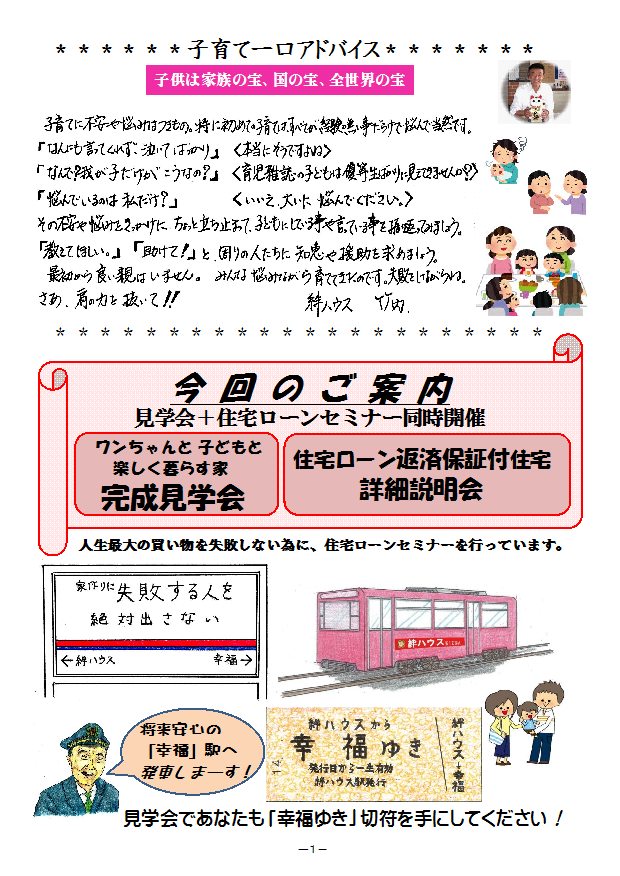 ＊＊＊＊＊＊子育て一口アドバイス＊＊＊＊＊＊＊
子供は家族の宝、国の宝、全世界の宝
子育てに不安や悩みはつきもの。特に初めての子育てはすべてが経験の無い事だらけで悩んで当然です。
『なんにも言ってくれず泣いてばかり』〈本当にそうですよね〉
『なんで我が子だけがこうなの？』〈育児雑誌の子どもは優等生ばかりに見えてきませんか？〉
『悩んでいるのは私だけ？』〈いいえ、大いに悩んでください。〉
その不安や悩みをきっかけにちょっと立ち止まって、子どもにしている事や言っている事を振返ってみましょう。
『教えてほしい。』『助けて！』と、周りの人たちに知恵や援助を求めましょう。
最初から良い親はいません。みんな悩みながら育ててきたのです。失敗もしながらね。
さあ、肩の力を抜いて!!　絆ハウス　竹内.
＊＊＊＊＊＊＊＊＊＊＊＊＊＊＊＊＊＊＊＊＊＊
今回のご案内
見学会＋住宅ローンセミナー同時開催
ワンちゃんと子どもと
楽しく暮らす家
完成見学会
住宅ローン返済保証付住宅
詳細説明会
人生最大の買い物を失敗しない為に、住宅ローンセミナーを行っています。
家作りに失敗する人を
絶対出さない
←絆ハウス　幸福→
絆ハウス
将来安心の
「幸福」駅へ
発車しまーす！
絆ハウスから
幸福ゆき
発行日から一生有効
絆ハウス駅発行
絆ハウス→幸福
14
見学会であなたも「幸福ゆき」切符を手にしてください！
－1－